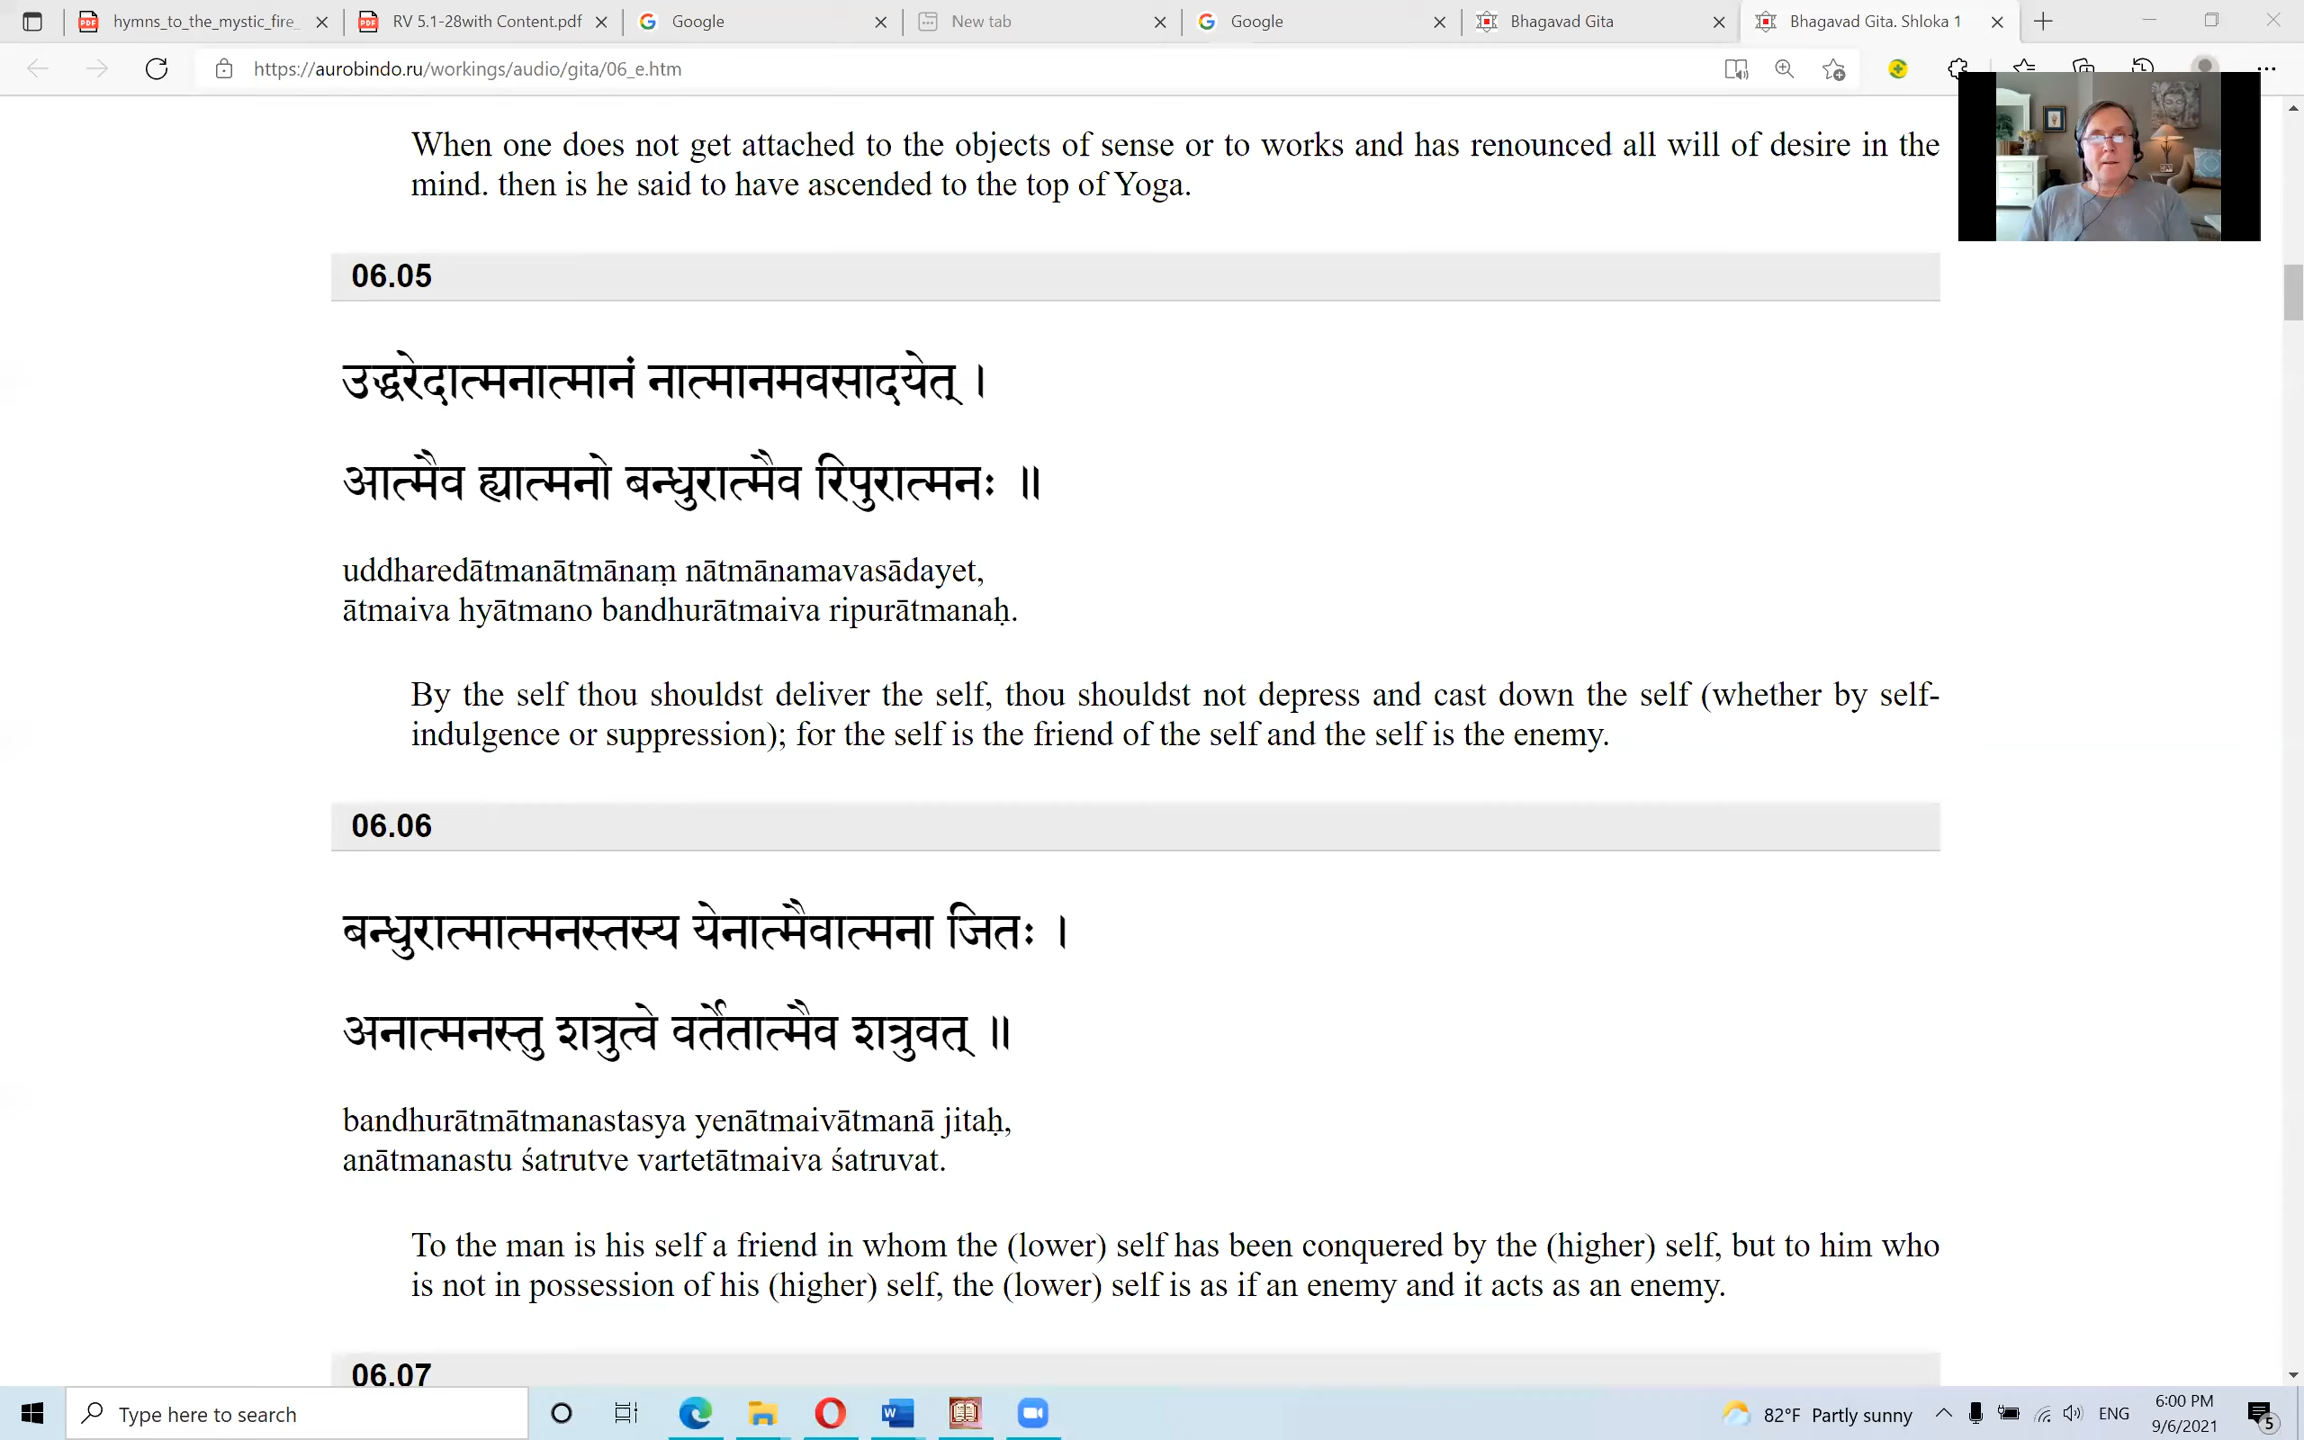 hymns_to_the_mystic_fire_
RV 5.1-28with Content.pdf
Google
New tab
Google
Bhagavad Gita
Bhagavad Gita. Shloka 1
https://aurobindo.ru/workings/audio/gita/06_e.htm
When one does not get attached to the objects of sense or to works and has renounced all will of desire in the
mind. then is he said to have ascended to the top of Yoga.
06.05
उद्धरेदात्मनात्मानं नात्मानमवसादयेत् ।
आत्मैव ह्यात्मनो बन्धुरात्मैव रिपुरात्मनः ॥
uddharedātmanātmānaṃ nātmānamavasādayet,
ātmaiva hyātmano bandhurātmaiva ripurātmanaḥ.
By the self thou shouldst deliver the self, thou shouldst not depress and cast down the self (whether by self-
indulgence or suppression); for the self is the friend of the self and the self is the enemy.
06.06
बन्धुरात्मात्मनस्तस्य येनात्मैवात्मना जितः ।
अनात्मनस्तु शत्रुत्वे वर्तेतात्मैव शत्रुवत् ॥
bandhurātmātmanastasya yenātmaivātmanā jitaḥ,
anātmanastu śatrutve vartetātmaiva śatruvat.
To the man is his self a friend in whom the (lower) self has been conquered by the (higher) self, but to him who
is not in possession of his (higher) self, the (lower) self is as if an enemy and it acts as an enemy.
06.07
Type here to search
82°F Partly sunny
ENG
6:00 PM
9/6/2021
5